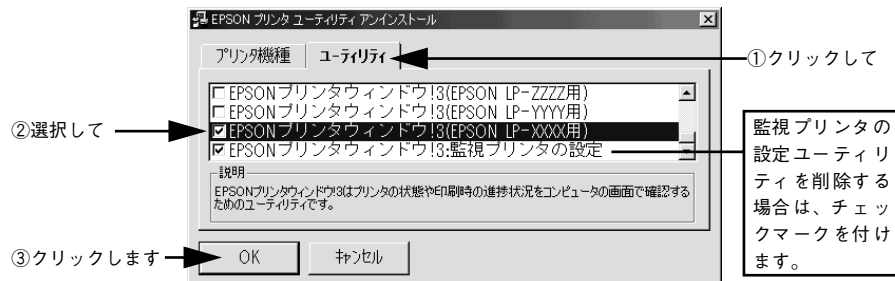 EPSON プリンタ ユーティリティ アンインストール
プリンタ機種
ユーティリティ
①クリックして
EPSONプリンタウィンドウ!3(EPSON LP-ZZZZ用)
EPSONプリンタウィンドウ!3(EPSON LP-YYYY用)
②選択して
EPSONプリンタウィンドウ!3(EPSON LP-XXXX用)
EPSONプリンタウィンドウ!3:監視プリンタの設定
監視プリンタの
設定ユーティリ
ティを削除する
場合は、チェッ
クマークを付け
ます。
説明
EPSONプリンタウィンドウ!3はプリンタの状態や印刷時の進捗状況をコンピュータの画面で確認する
ためのユーティリティです。
③クリックします
OK
キャンセル